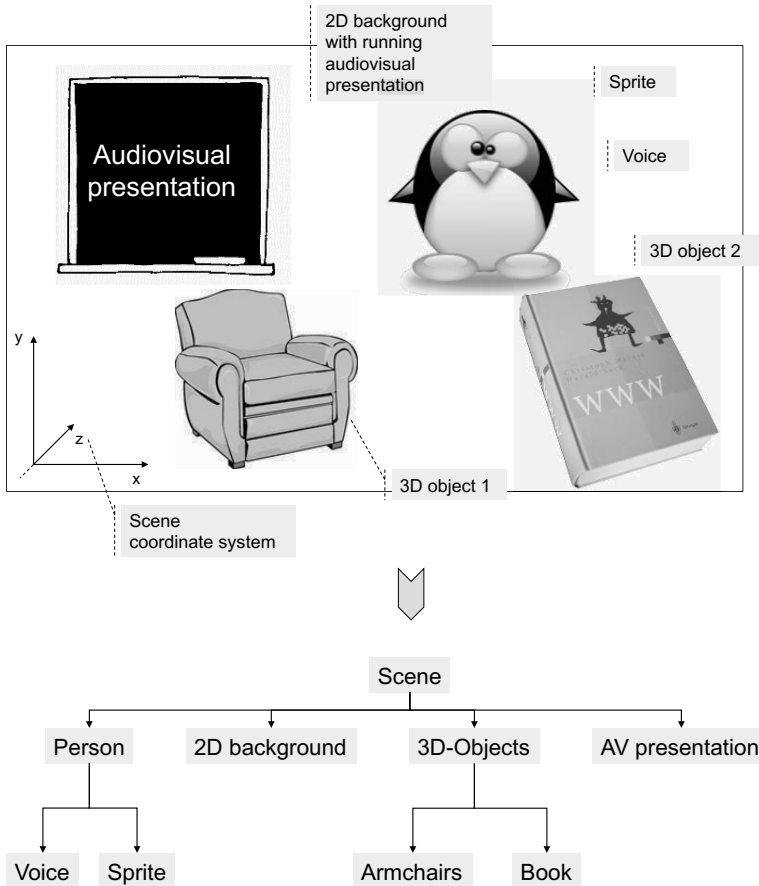 2D background
with running
audiovisual
presentation
Sprite
Audiovisual
presentation
Voice
3D object 2
WWW
Springer
y
z
x
3D object 1
Scene
coordinate system
Scene
Person
2D background
3D-Objects
AV presentation
Voice
Sprite
Armchairs
Book